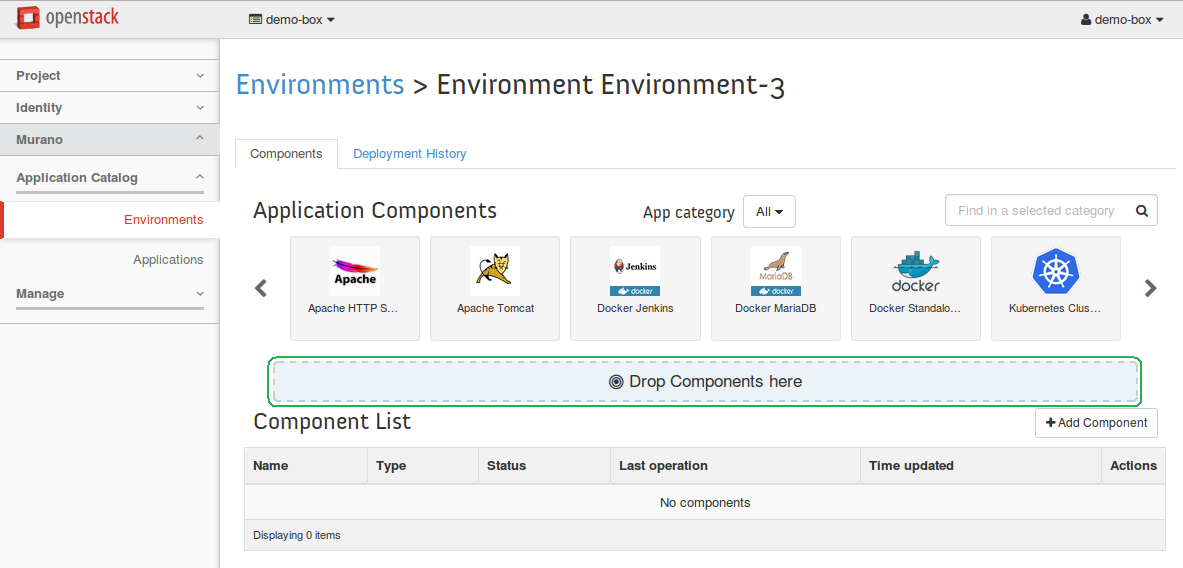 openstack demo-box demo-box
Project
Identity
Murano
Application Catalog
Environments
Applications
Manage
Environments > Environment Environment-3
Components Deployment History
Application Components App category All Find in a selected category
Apache Jenkins docker MariaDB docker docker
Apache HTTP S... Apache Tomcat Docker Jenkins Docker MariaDB Docker Standalo... Kubernetes Clus...
Drop Components here
Component List Add Component
Name Type Status Last operation Time updated Actions
No components
Displaying 0 items